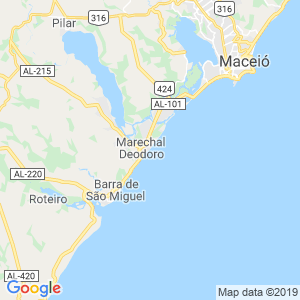 316
Pilar
316
Maceió
AL-215
424
AL-101
Marechal
Deodoro
AL-220
Barra de
São Miguel
Roteiro
AL-420
Google
Map data ©2019